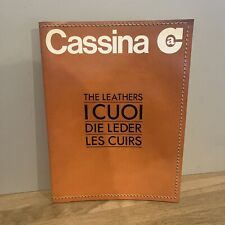 Cassina
a
THE LEATHERS
I CUOI
DIE LEDER
LES CUIRS